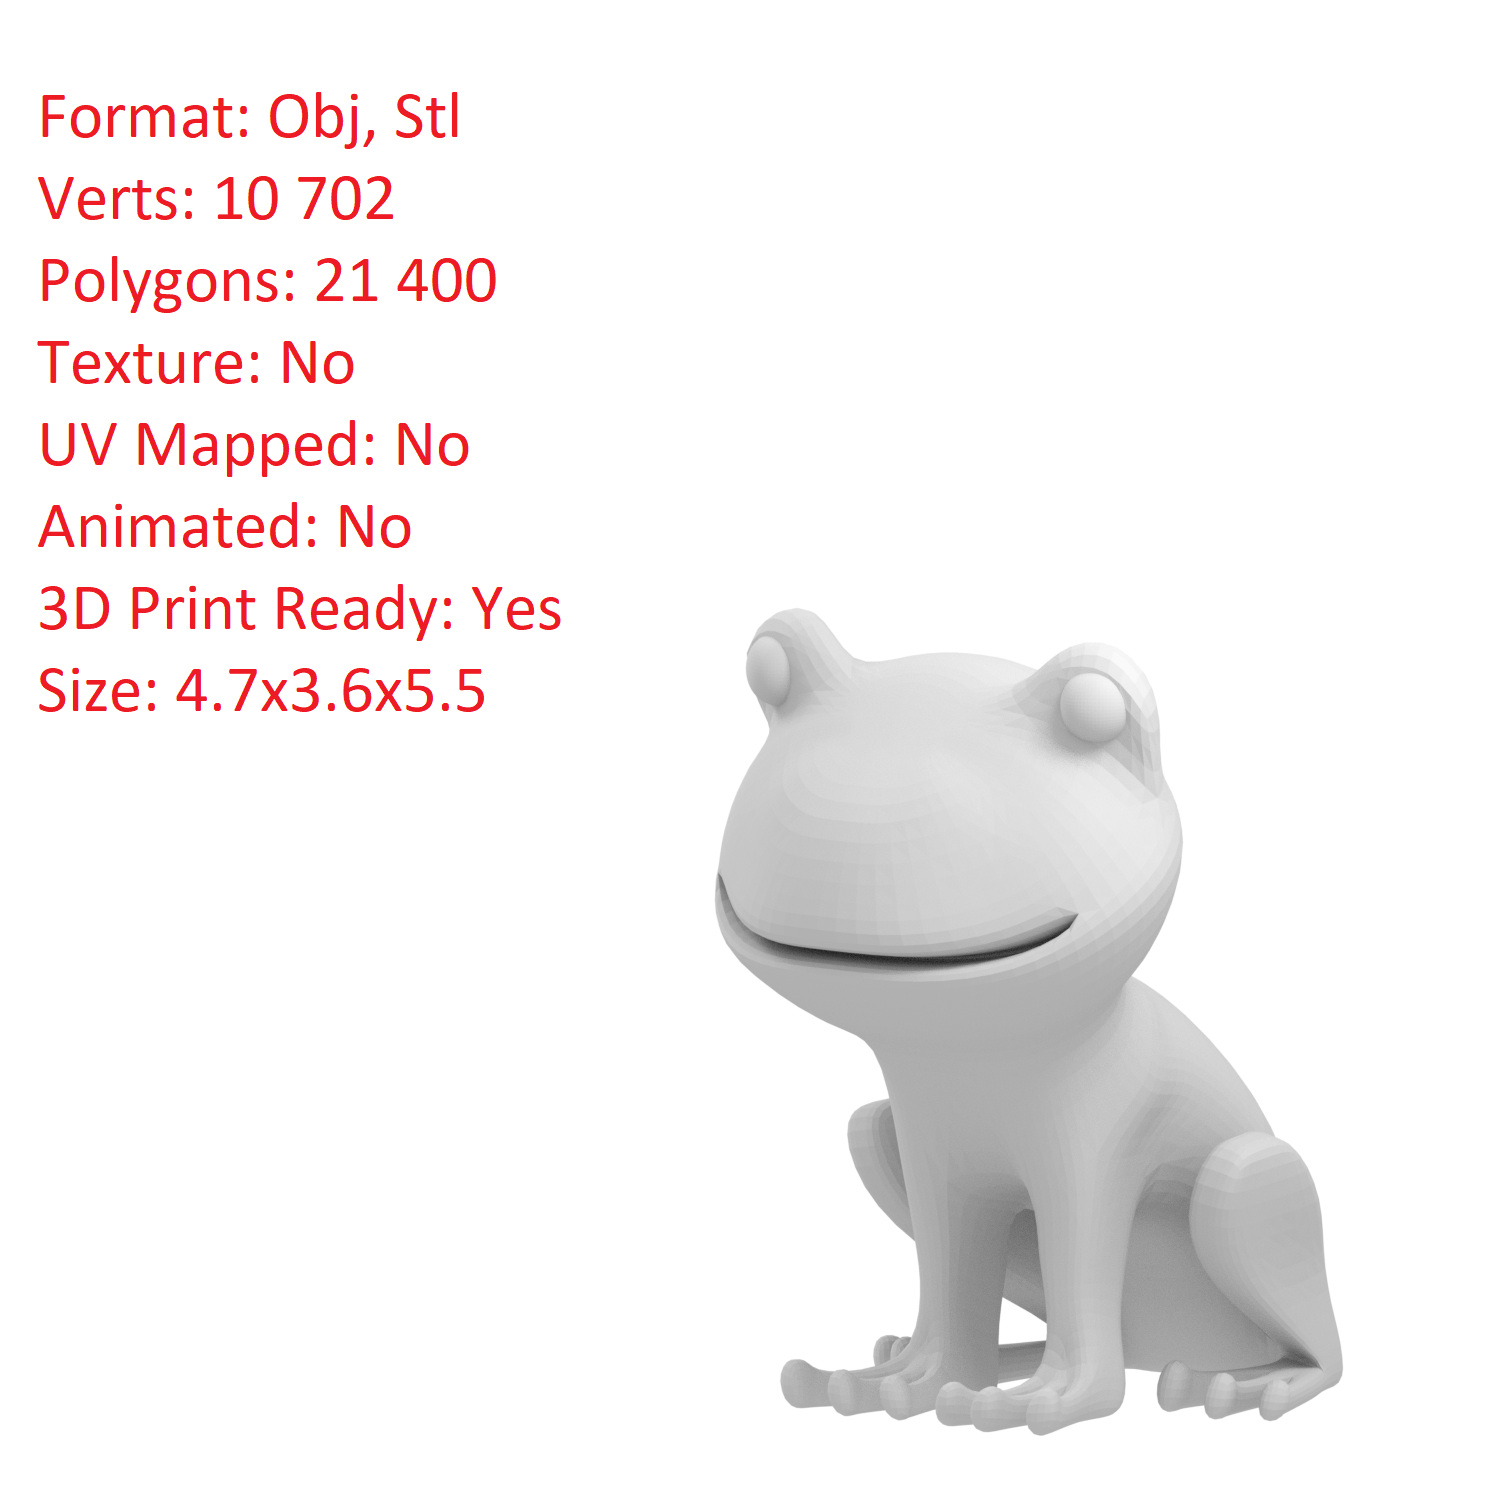 Format: Obj, Stl
Verts: 10 702
Polygons: 21 400
Texture: No
UV Mapped: No
Animated: No
3D Print Ready: Yes
Size: 4.7x3.6x5.5